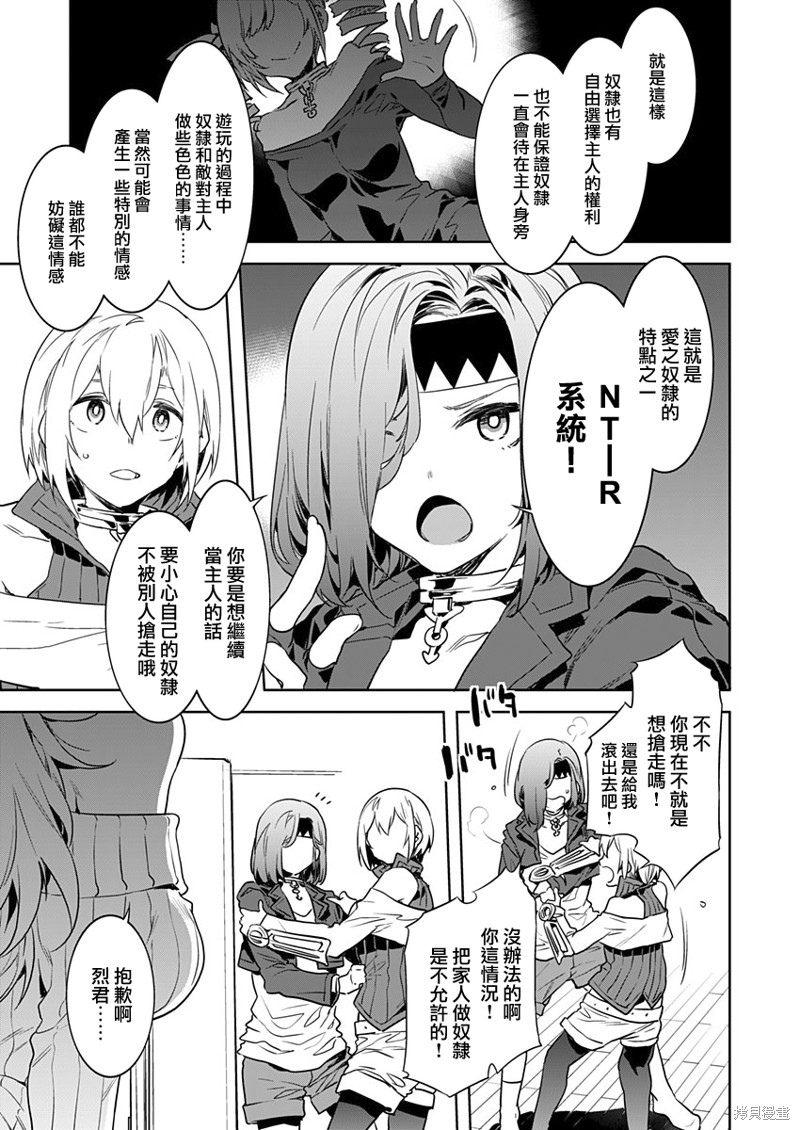 就是這樣
奴隸也有
自由選擇主人的權利
也不能保證奴隸
一直會待在主人身旁
遊玩的過程中
奴隸和敵對主人
做些色色的事情……
當然可能會
產生一些特別的情感
誰都不能
妨礙這情感
這就是
愛之奴隸的
特點之一
NT—R
系統！
你要是想繼續
當主人的話
要小心自己的奴隸
不被別人搶走哦
不不
你現在不就是
想搶走嗎！
還是給我
滾出去吧！
バタ
バタ
沒辦法的啊
你這情況！
把家人做奴隸
是不允許的！
抱歉啊
烈君……
拷貝漫畫